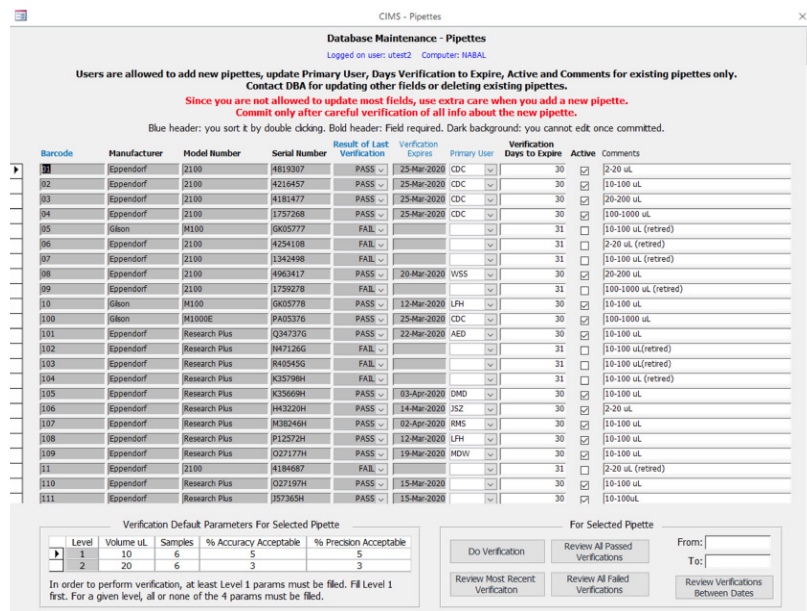 CIMS - Pipettes
Database Maintenance - Pipettes
Logged on user: utest2 Computer: NABAL
Users are allowed to add new pipettes, update Primary User, Days Verification to Expire, Active and Comments for existing pipettes only.
Contact DBA for updating other fields or deleting existing pipettes.
Since you are not allowed to update most fields, use extra care when you add a new pipette.
Commit only after careful verification of all info about the new pipette.
Blue header: you sort it by double clicking. Bold header: Field required. Dark background: you cannot edit once committed.
Barcode Manufacturer Model Number Serial Number Result of Last Verification Verification Expires Primary User Verification Days to Expire Active Comments
01 Eppendorf 2100 4819307 PASS 25-Mar-2020 CDC 30 2-20 uL
02 Eppendorf 2100 4216457 PASS 25-Mar-2020 CDC 30 10-100 uL
03 Eppendorf 2100 4181477 PASS 25-Mar-2020 CDC 30 20-200 uL
04 Eppendorf 2100 1757268 PASS 25-Mar-2020 CDC 30 100-1000 uL
05 Gilson M100 GK05777 FAIL 31 10-100 uL (retired)
06 Eppendorf 2100 4254108 FAIL 31 2-20 uL (retired)
07 Eppendorf 2100 1342498 FAIL 31 10-100 uL (retired)
08 Eppendorf 2100 4963417 PASS 20-Mar-2020 WSS 30 20-200 uL
09 Eppendorf 2100 1759278 FAIL 31 100-1000 uL (retired)
10 Gilson M100 GK05778 PASS 12-Mar-2020 LFH 30 10-100 uL
100 Gilson M1000E PA05376 PASS 25-Mar-2020 CDC 30 100-1000 uL
101 Eppendorf Research Plus Q34737G PASS 22-Mar-2020 AED 30 10-100 uL
102 Eppendorf Research Plus N47126G FAIL 31 10-100 uL(retired)
103 Eppendorf Research Plus R40545G FAIL 31 10-100 uL(retired)
104 Eppendorf Research Plus K35798H FAIL 31 10-100 uL (retired)
105 Eppendorf Research Plus K35669H PASS 03-Apr-2020 DMD 30 10-100 uL
106 Eppendorf Research Plus H43220H PASS 14-Mar-2020 JSZ 30 2-20 uL
107 Eppendorf Research Plus M38246H PASS 02-Apr-2020 RMS 30 10-100 uL
108 Eppendorf Research Plus P12572H PASS 12-Mar-2020 LFH 30 10-100 uL
109 Eppendorf Research Plus O27177H PASS 19-Mar-2020 MDW 30 10-100 uL
11 Eppendorf 2100 4184687 FAIL 31 2-20 uL (retired)
110 Eppendorf Research Plus O27197H PASS 15-Mar-2020 30 10-100 uL
111 Eppendorf Research Plus J57365H PASS 15-Mar-2020 30 10-100uL
Verification Default Parameters For Selected Pipette
Level Volume uL Samples % Accuracy Acceptable % Precision Acceptable
1 10 6 5 5
2 20 6 3 3
In order to perform verification, at least Level 1 params must be filled. Fill Level 1
first. For a given level, all or none of the 4 params must be filled.
For Selected Pipette
Do Verification
Review All Passed
Verifications
From:
To:
Review Most Recent
Verificaiton
Review All Failed
Verifications
Review Verifications
Between Dates